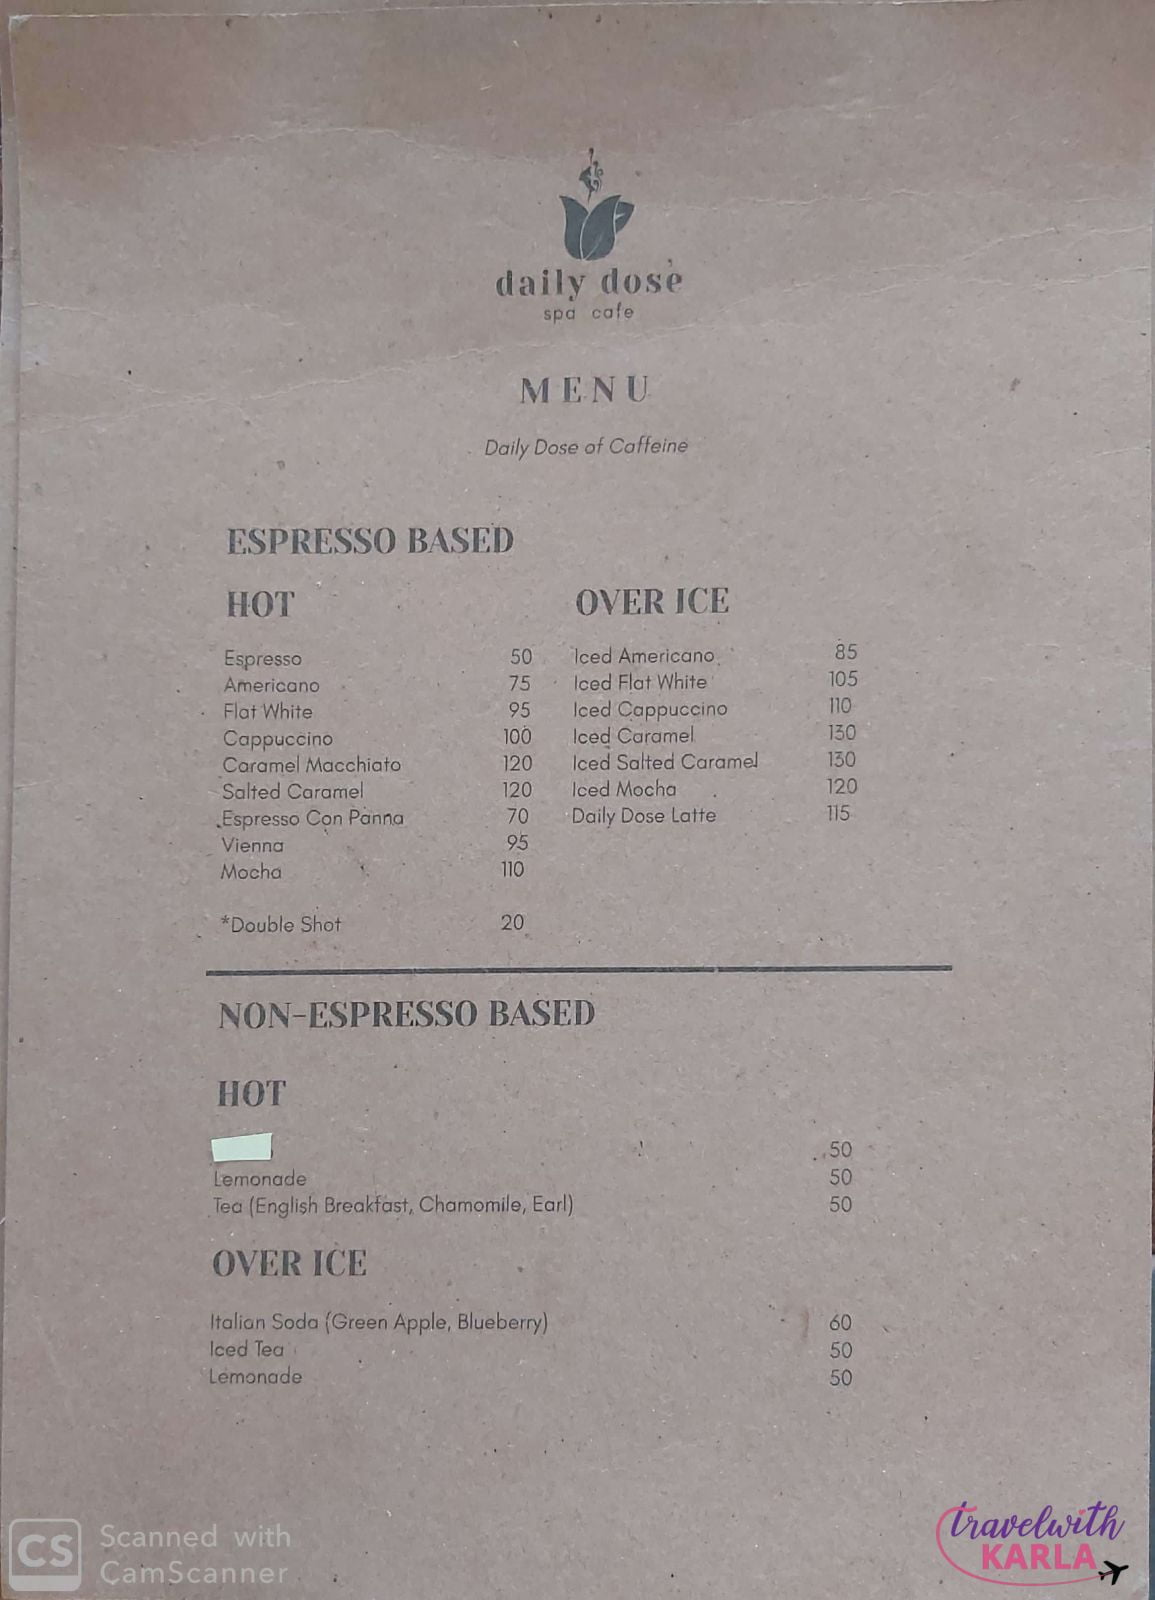 daily dose
spa cafe
MENU
Daily Dose of Caffeine
ESPRESSO BASED
HOT
Espresso 50
Americano 75
Flat White 95
Cappuccino 100
Caramel Macchiato 120
Salted Caramel 120
Espresso Con Panna 70
Vienna 95
Mocha 110
*Double Shot 20
OVER ICE
Iced Americano 85
Iced Flat White 105
Iced Cappuccino 110
Iced Caramel 130
Iced Salted Caramel 130
Iced Mocha 120
Daily Dose Latte 115
NON-ESPRESSO BASED
HOT
50
Lemonade 50
Tea (English Breakfast, Chamomile, Earl) 50
OVER ICE
Italian Soda (Green Apple, Blueberry) 60
Iced Tea 50
Lemonade 50
CS Scanned with
CamScanner
travelwith
KARLA